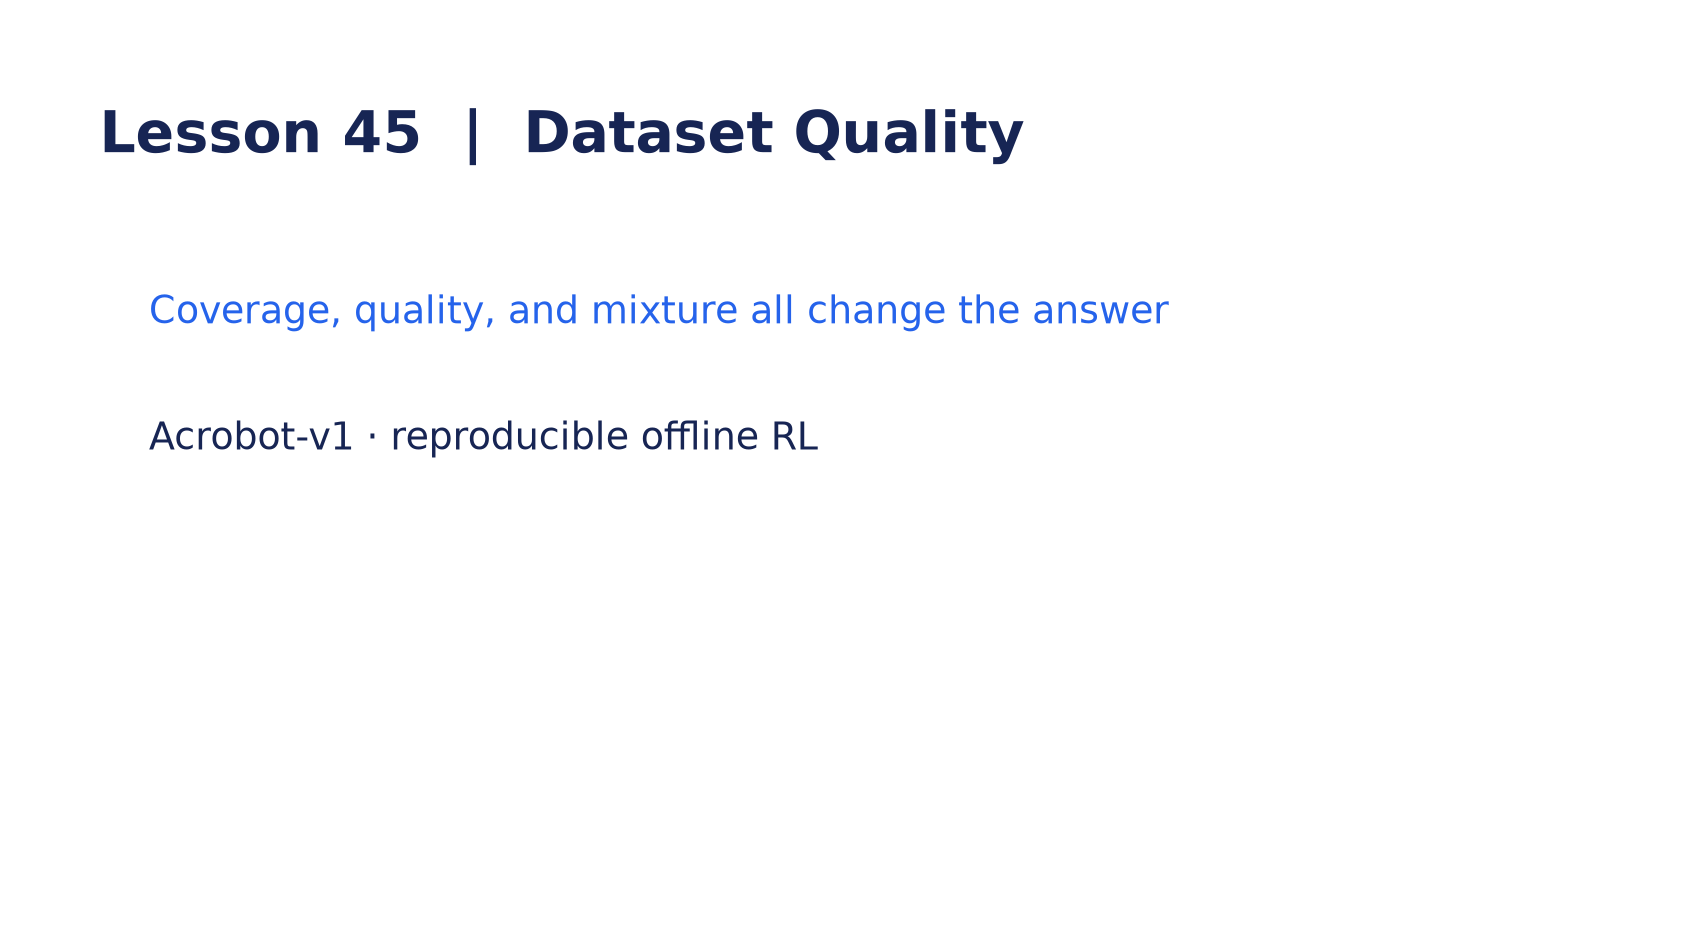 Lesson 45 | Dataset Quality
Coverage, quality, and mixture all change the answer
Acrobot-v1 · reproducible offline RL